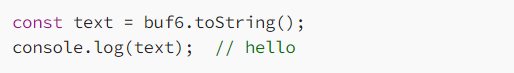 const text = buf6.toString();
console.log(text);  // hello